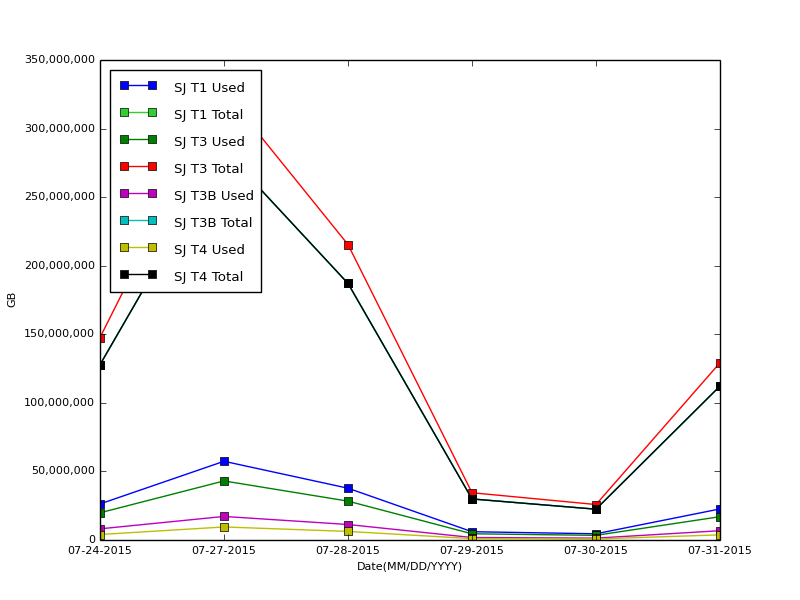 350,000,000
300,000,000
250,000,000
200,000,000
150,000,000
100,000,000
50,000,000
0
GB
SJ T1 Used
SJ T1 Total
SJ T3 Used
SJ T3 Total
SJ T3B Used
SJ T3B Total
SJ T4 Used
SJ T4 Total
07-24-2015 07-27-2015 07-28-2015 07-29-2015 07-30-2015 07-31-2015
Date(MM/DD/YYYY)